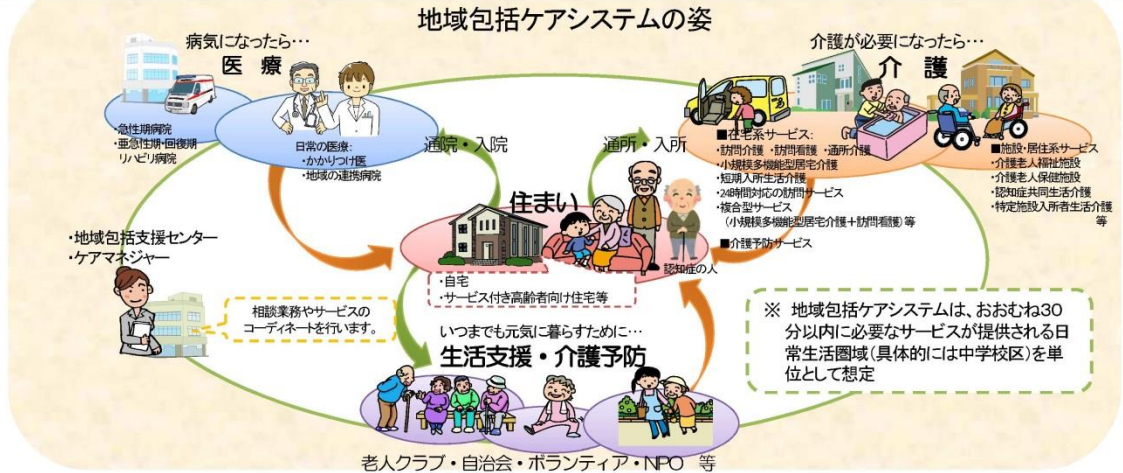 地域包括ケアシステムの姿
病気になったら…
医療
・急性期病院
・亜急性期・回復期
リハビリ病院
日常の医療:
・かかりつけ医
・地域の連携病院
通院・入院
通所・入所
介護が必要になったら…
介護
■在宅系サービス:
・訪問介護 ・訪問看護 ・通所介護
・小規模多機能型居宅介護
・短期入所生活介護
・24時間対応の訪問サービス
・複合型サービス
(小規模多機能型居宅介護+訪問看護)等
■介護予防サービス
■施設・居住系サービス
・介護老人福祉施設
・介護老人保健施設
・認知症共同生活介護
・特定施設入所者生活介護
等
住まい
認知症の人
・自宅
・サービス付き高齢者向け住宅等
・地域包括支援センター
・ケアマネジャー
相談業務やサービスの
コーディネートを行います。
いつまでも元気に暮らすために…
生活支援・介護予防
老人クラブ・自治会・ボランティア・NPO 等
※ 地域包括ケアシステムは、おおむね30
分以内に必要なサービスが提供される日
常生活圏域(具体的には中学校区)を単
位として想定